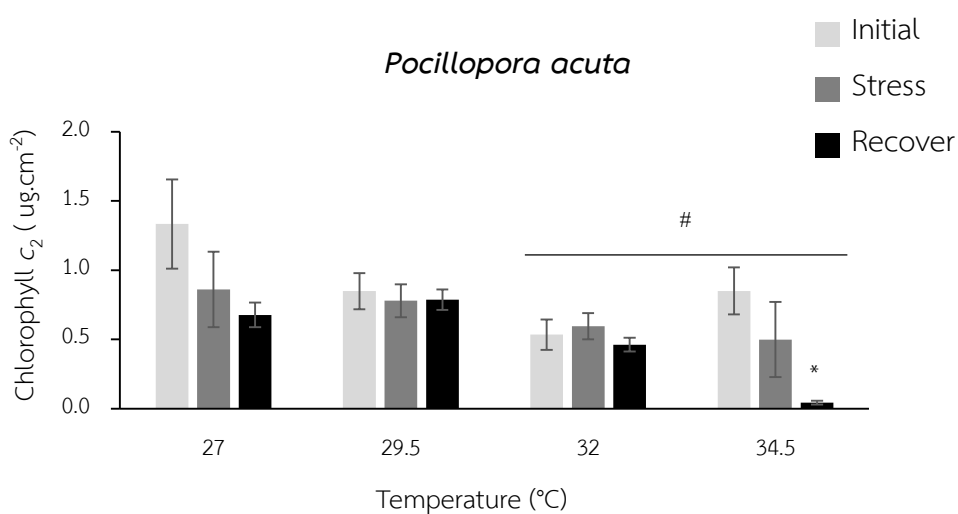 Pocillopora acuta
Initial
Stress
Recover
Chlorophyll c2 ( ug.cm-2)
2.0
1.5
1.0
0.5
0.0
#
*
27 29.5 32 34.5
Temperature (°C)